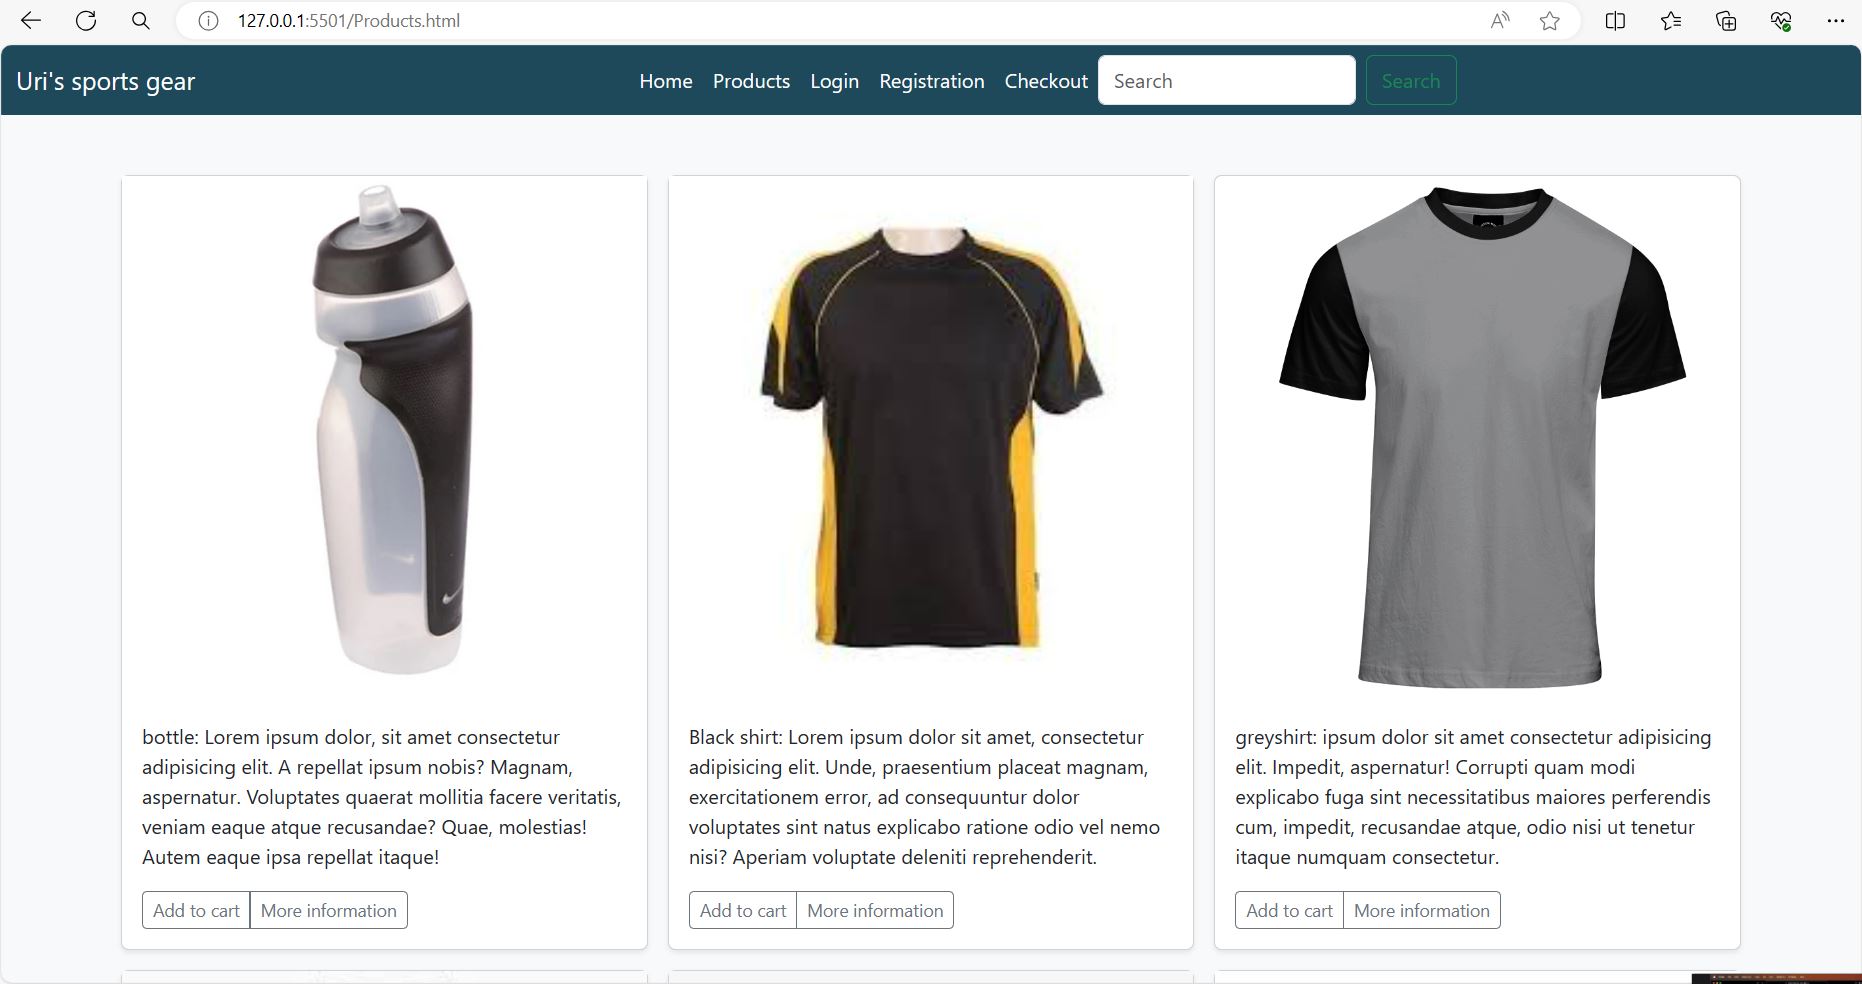 127.0.0.1:5501/Products.html
Uri's sports gear
Home Products Login Registration Checkout Search Search
bottle: Lorem ipsum dolor, sit amet consectetur
adipisicing elit. A repellat ipsum nobis? Magnam,
aspernatur. Voluptates quaerat mollitia facere veritatis,
veniam eaque atque recusandae? Quae, molestias!
Autem eaque ipsa repellat itaque!
Add to cart More information
Black shirt: Lorem ipsum dolor sit amet, consectetur
adipisicing elit. Unde, praesentium placeat magnam,
exercitationem error, ad consequuntur dolor
voluptates sint natus explicabo ratione odio vel nemo
nisi? Aperiam voluptate deleniti reprehenderit.
Add to cart More information
greyshirt: ipsum dolor sit amet consectetur adipisicing
elit. Impedit, aspernatur! Corrupti quam modi
explicabo fuga sint necessitatibus maiores perferendis
cum, impedit, recusandae atque, odio nisi ut tenetur
itaque numquam consectetur.
Add to cart More information